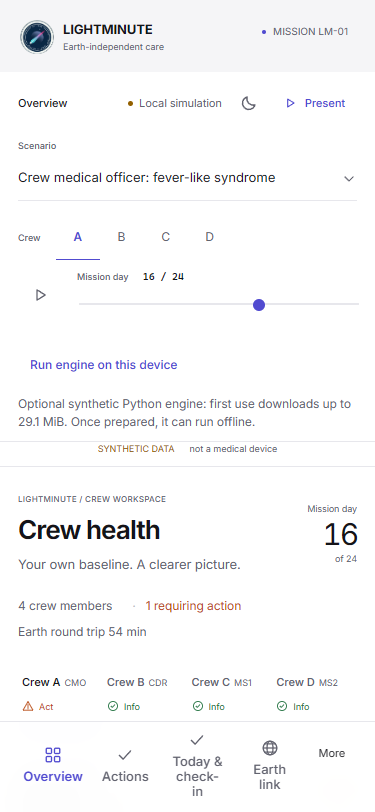 LIGHTMINUTE
Earth-independent care
MISSION LM-01
Overview
Local simulation
Present
Scenario
Crew medical officer: fever-like syndrome
Crew
A
B
C
D
Mission day 16 / 24
Run engine on this device
Optional synthetic Python engine: first use downloads up to
29.1 MiB. Once prepared, it can run offline.
SYNTHETIC DATA not a medical device
LIGHTMINUTE / CREW WORKSPACE
Crew health
Your own baseline. A clearer picture.
Mission day
16
of 24
4 crew members · 1 requiring action
Earth round trip 54 min
Crew A CMO
Act
Crew B CDR
Info
Crew C MS1
Info
Crew D MS2
Info
Overview
Actions
Today &
check-
in
Earth
link
More